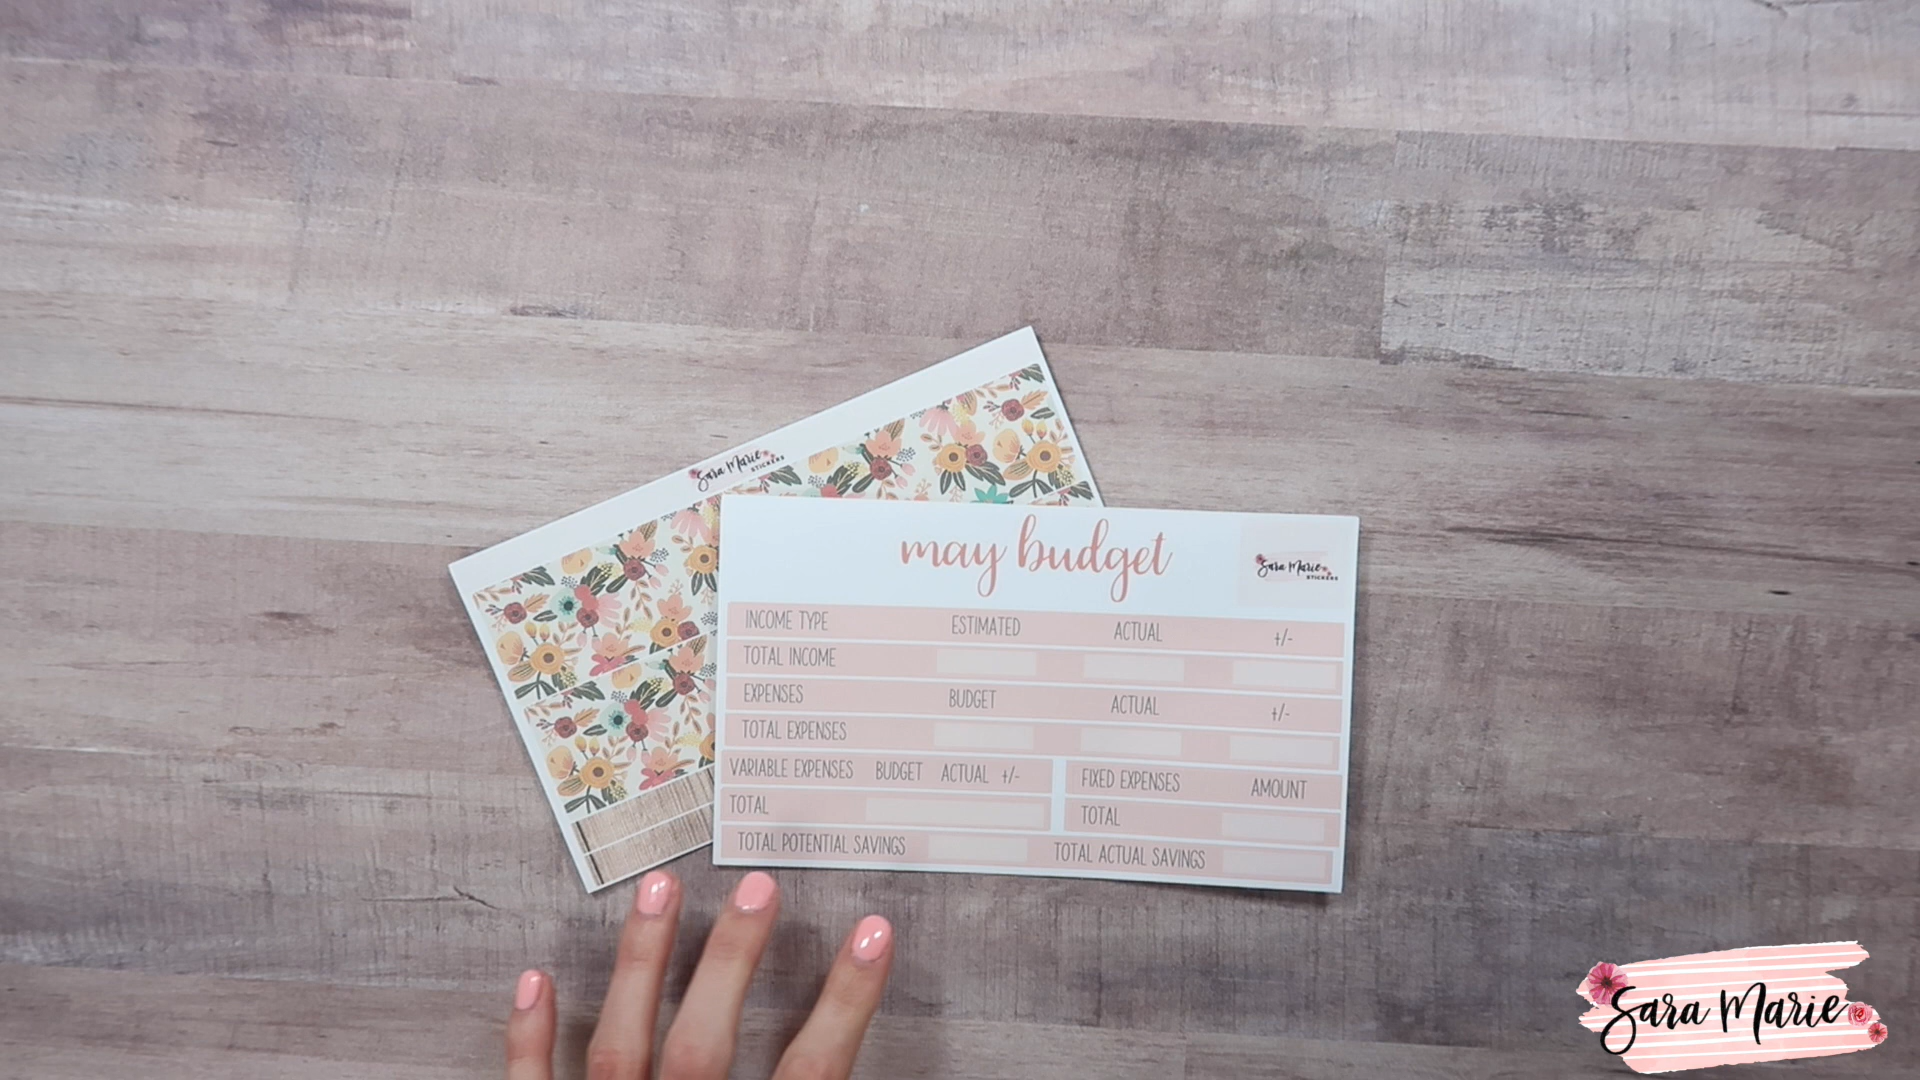 Sara Marie
STICKERS
may budget
Sara Marie
STICKERS
INCOME TYPE ESTIMATED ACTUAL +/-
TOTAL INCOME
EXPENSES BUDGET ACTUAL +/-
TOTAL EXPENSES
VARIABLE EXPENSES BUDGET ACTUAL +/-
TOTAL
FIXED EXPENSES AMOUNT
TOTAL
TOTAL POTENTIAL SAVINGS
TOTAL ACTUAL SAVINGS
Sara Marie